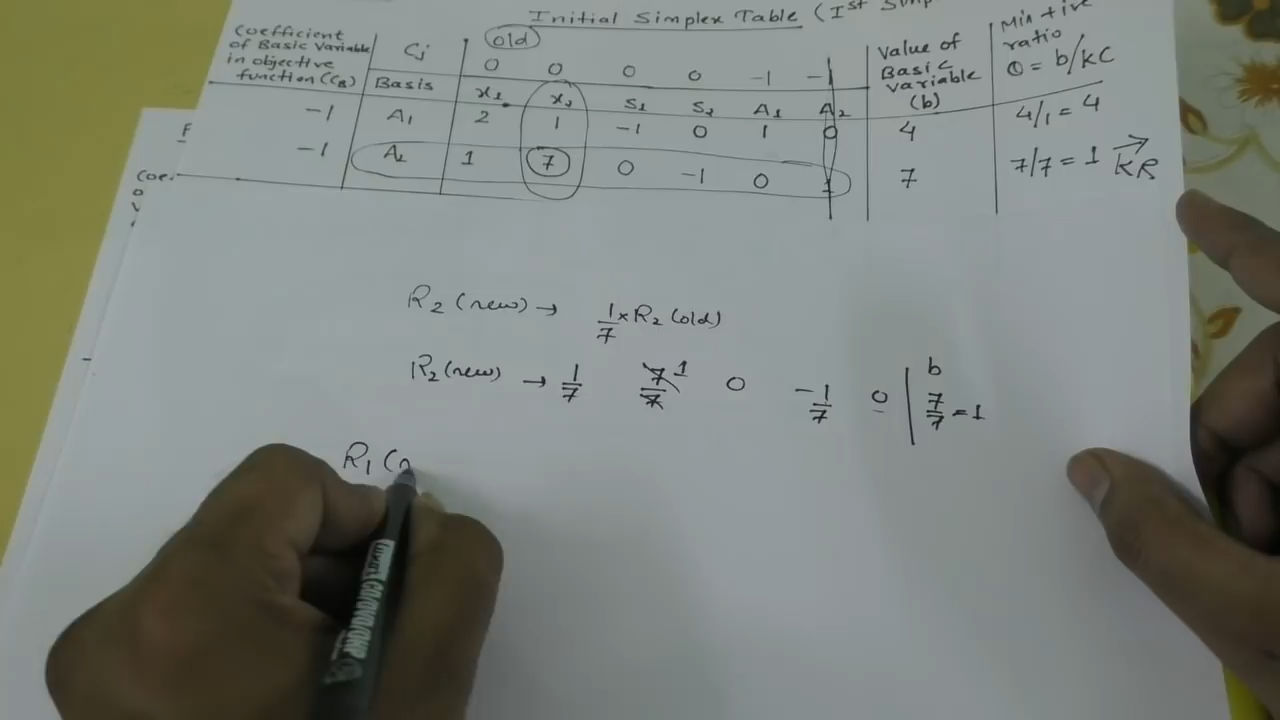 Initial Simplex Table (Ist Simp
Coefficient of Basic Variable in objective function (CB) Cj old 0 0 0 0 -1 -1 Value of Basic variable (b) Min +ive ratio θ = b/KC
Basis x1 x2 S1 S2 A1 A2
-1 A1 2 1 -1 0 1 0 4 4/1 = 4
-1 A2 1 7 0 -1 0 1 7 7/7 = 1 KR
Coe
R2 (new) → 1/7 × R2 (old)
R2 (new) → 1/7 7/7 1 0 -1/7 0 | b 7/7 = 1
R1 (n